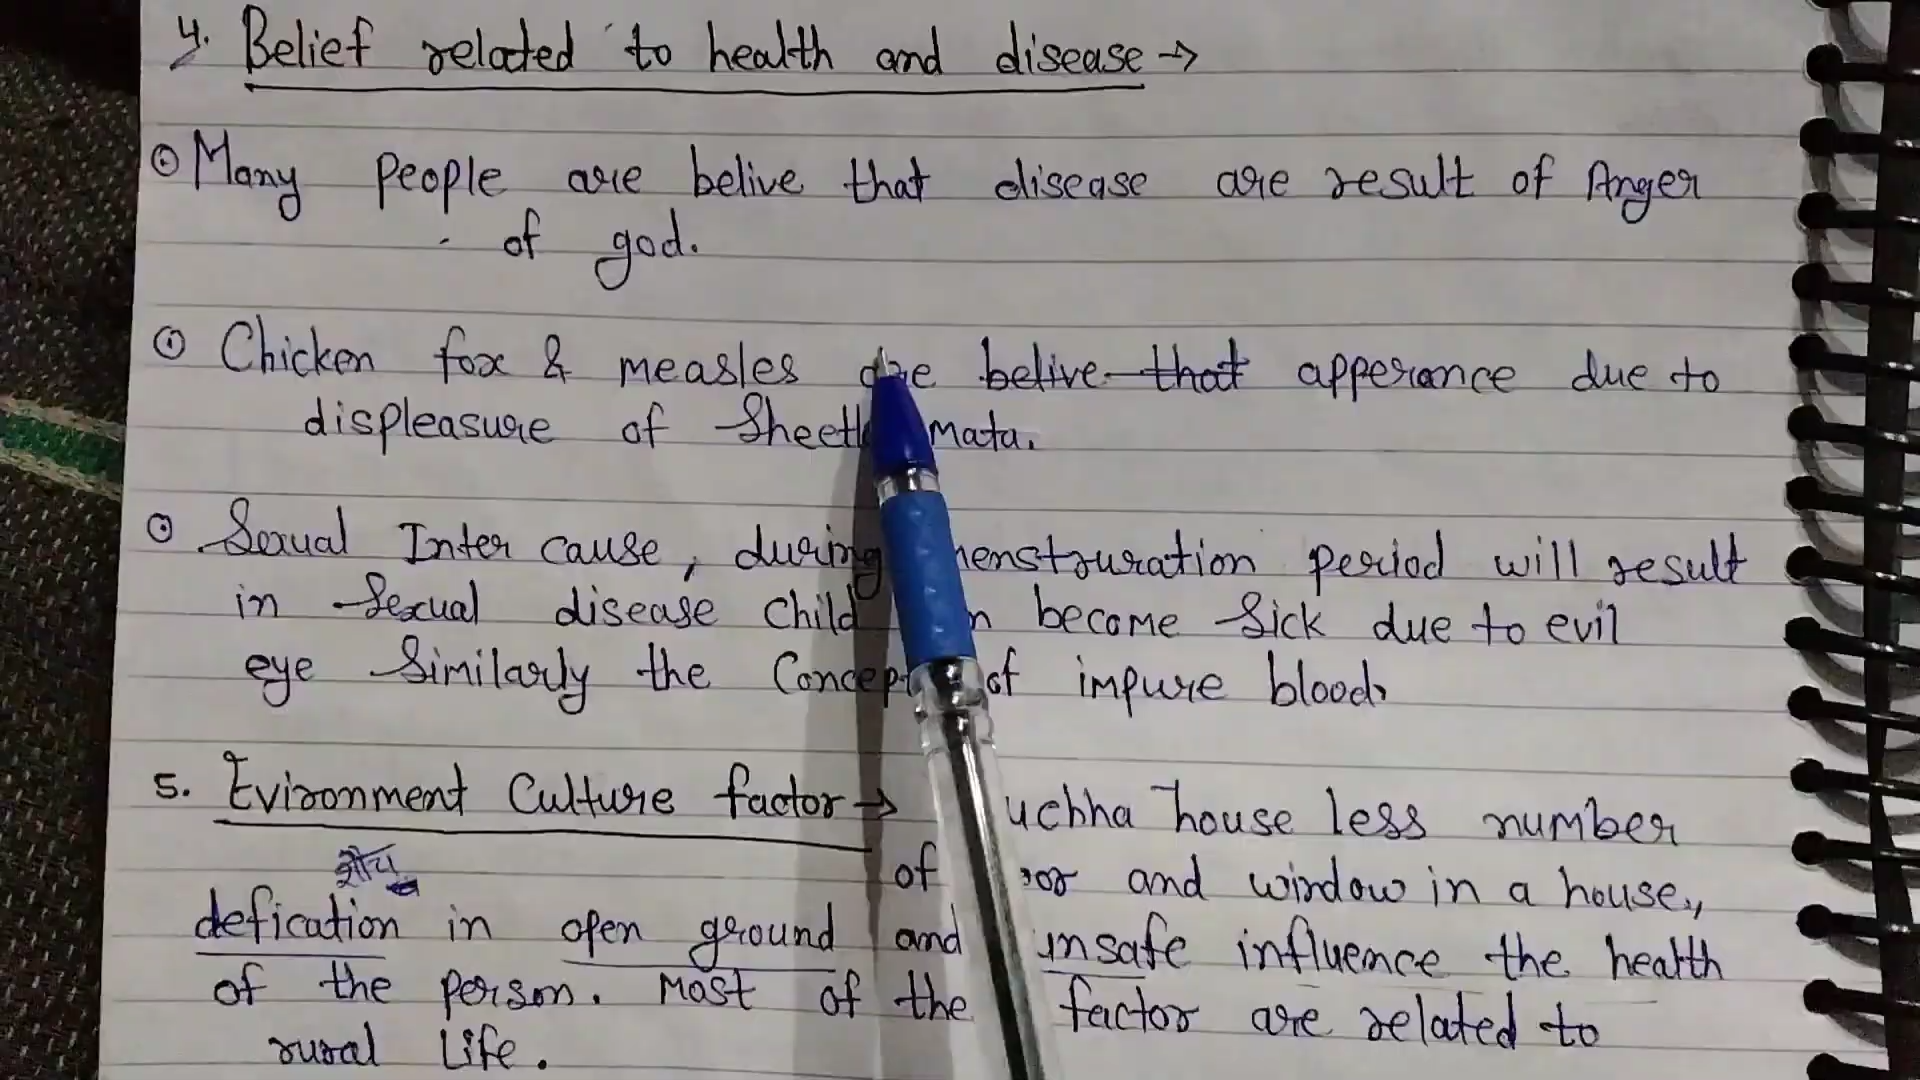 4. Belief related to health and disease →
Many people are belive that disease are result of Anger
of god.
Chicken fox & measles are belive that apperance due to
displeasure of Sheetl Mata.
Sexual Inter cause, during menstruration period will result
in Sexual disease child become Sick due to evil
eye Similarly the Concept of impure blood.
5. Evironment Culture factor → uchha house less number
शौच
of and window in a house,
defication in open ground and unsafe influence the health
of the person. Most of the factor are related to
rural Life.